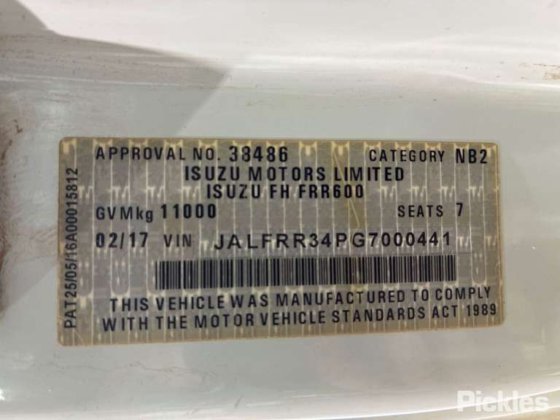 APPROVAL NO. 38486 CATEGORY NB2
ISUZU MOTORS LIMITED
ISUZU FH FRR600
GVMkg 11000 SEATS 7
02/17 VIN JALFRR34PG7000441
THIS VEHICLE WAS MANUFACTURED TO COMPLY
WITH THE MOTOR VEHICLE STANDARDS ACT 1989
PAT25/05/16A00015812
Pickles